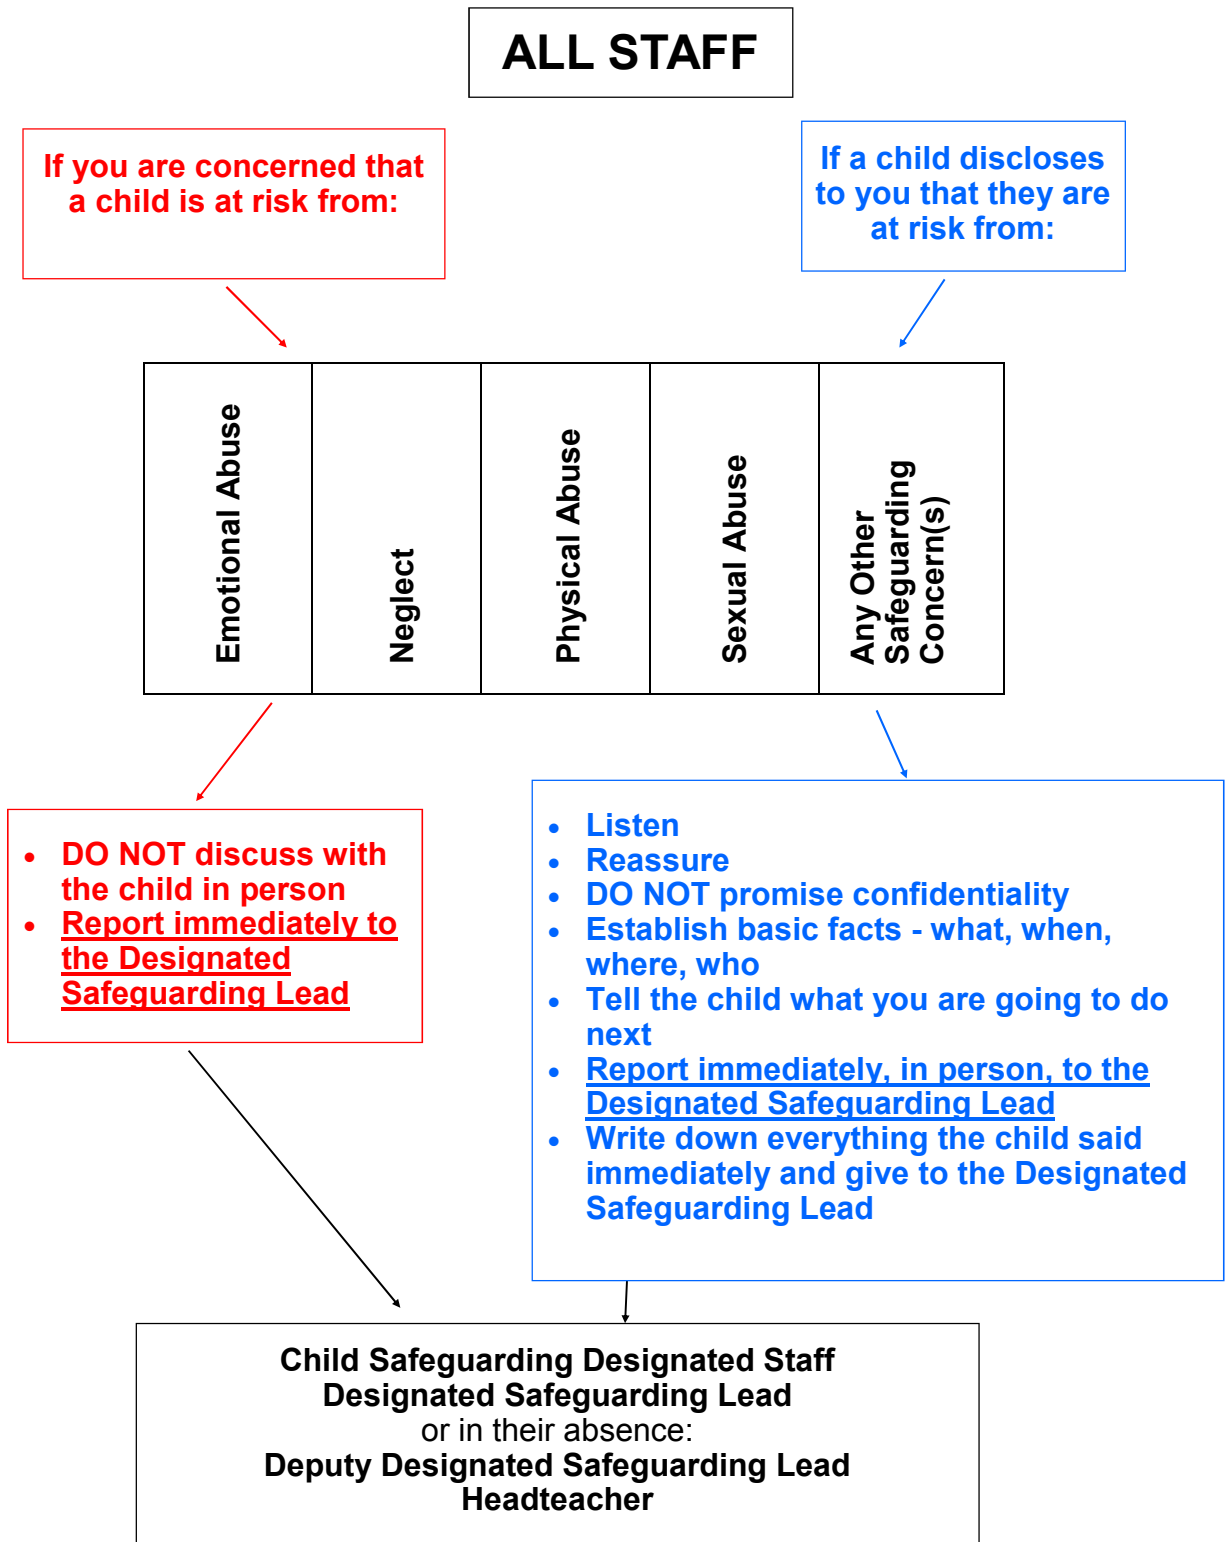 ALL STAFF
If you are concerned that
a child is at risk from:
If a child discloses
to you that they are
at risk from:
Emotional Abuse
Neglect
Physical Abuse
Sexual Abuse
Any Other
Safeguarding
Concern(s)
• DO NOT discuss with
the child in person
• Report immediately to
the Designated
Safeguarding Lead
• Listen
• Reassure
• DO NOT promise confidentiality
• Establish basic facts - what, when,
where, who
• Tell the child what you are going to do
next
• Report immediately, in person, to the
Designated Safeguarding Lead
• Write down everything the child said
immediately and give to the Designated
Safeguarding Lead
Child Safeguarding Designated Staff
Designated Safeguarding Lead
or in their absence:
Deputy Designated Safeguarding Lead
Headteacher